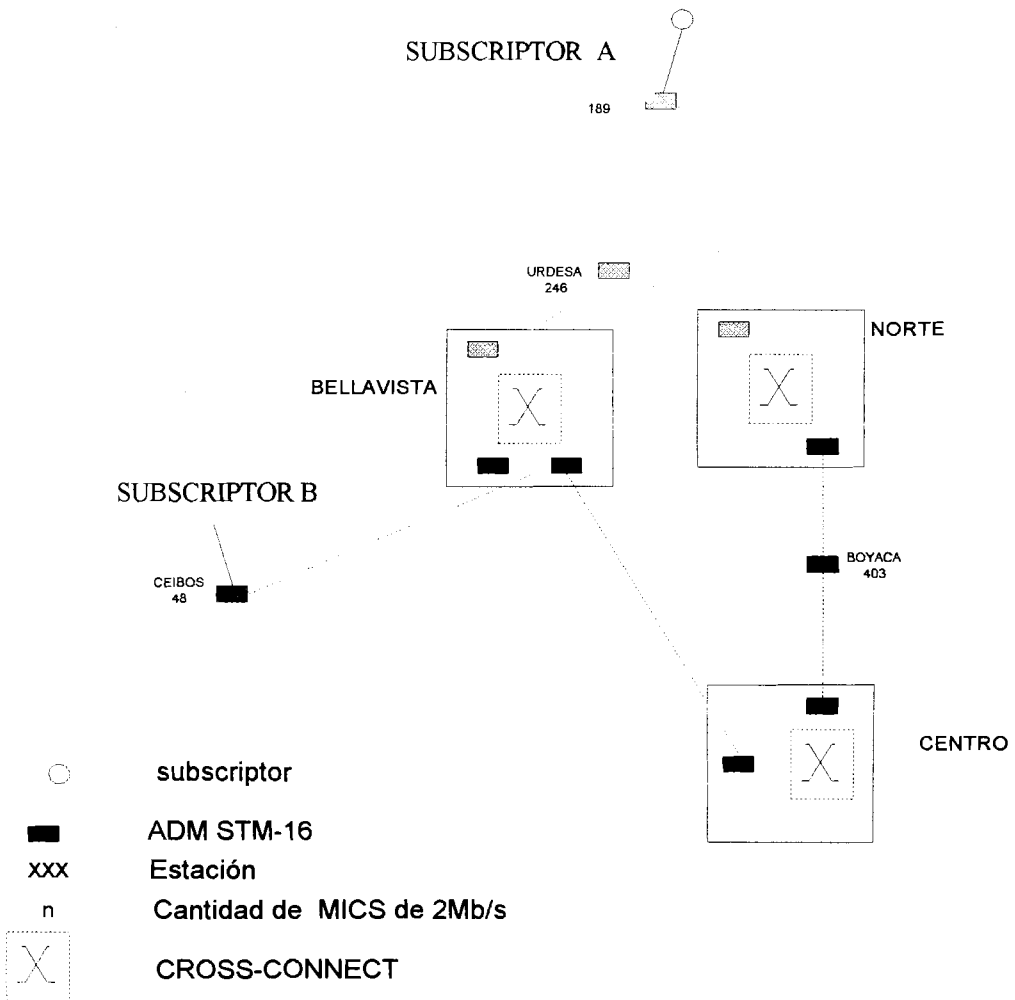 SUBSCRIPTOR A
189
URDESA
246
NORTE
BELLAVISTA
SUBSCRIPTOR B
BOYACA
403
CEIBOS
48
CENTRO
subscriptor
ADM STM-16
XXX Estación
n Cantidad de MICS de 2Mb/s
CROSS-CONNECT